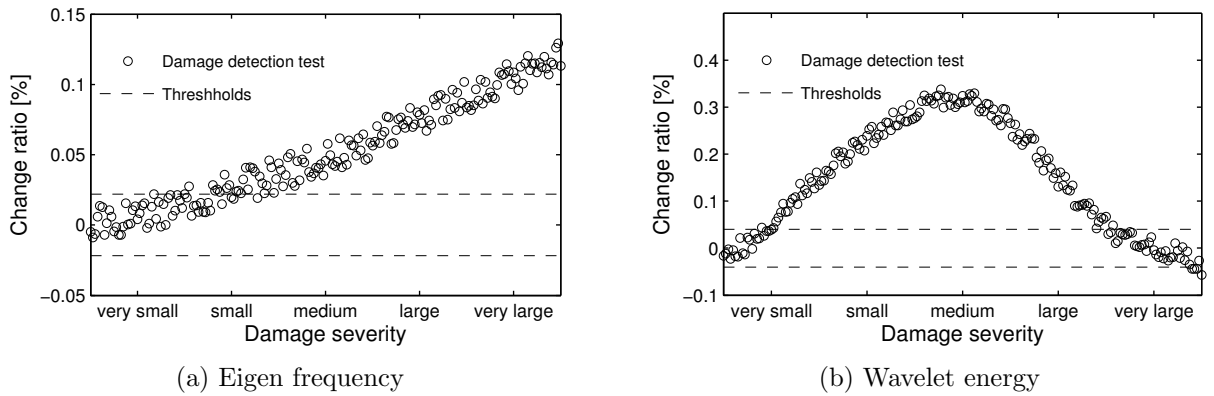 0.15
0.1
0.05
0
−0.05
Change ratio [%]
Damage detection test
Threshholds
very small small medium large very large
Damage severity
(a) Eigen frequency
0.4
0.3
0.2
0.1
0
−0.1
Change ratio [%]
Damage detection test
Thresholds
very small small medium large very large
Damage severity
(b) Wavelet energy